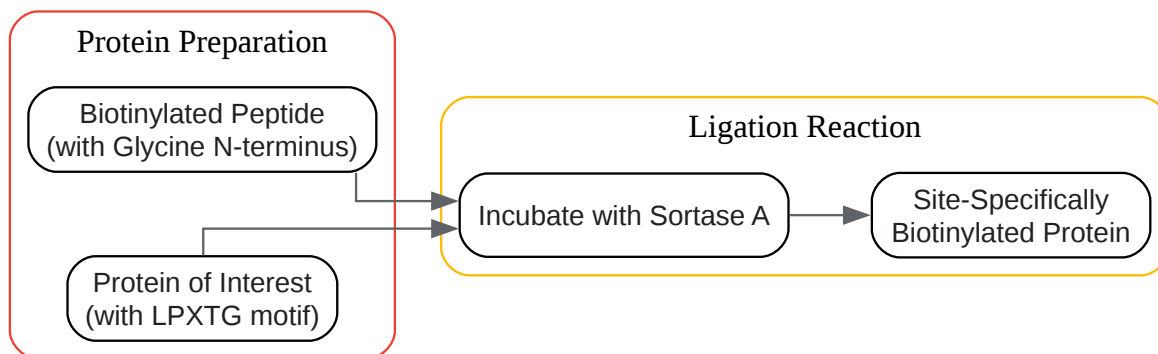 Protein Preparation
Biotinylated Peptide
(with Glycine N-terminus)
Protein of Interest
(with LPXTG motif)
Ligation Reaction
Incubate with Sortase A
Site-Specifically
Biotinylated Protein